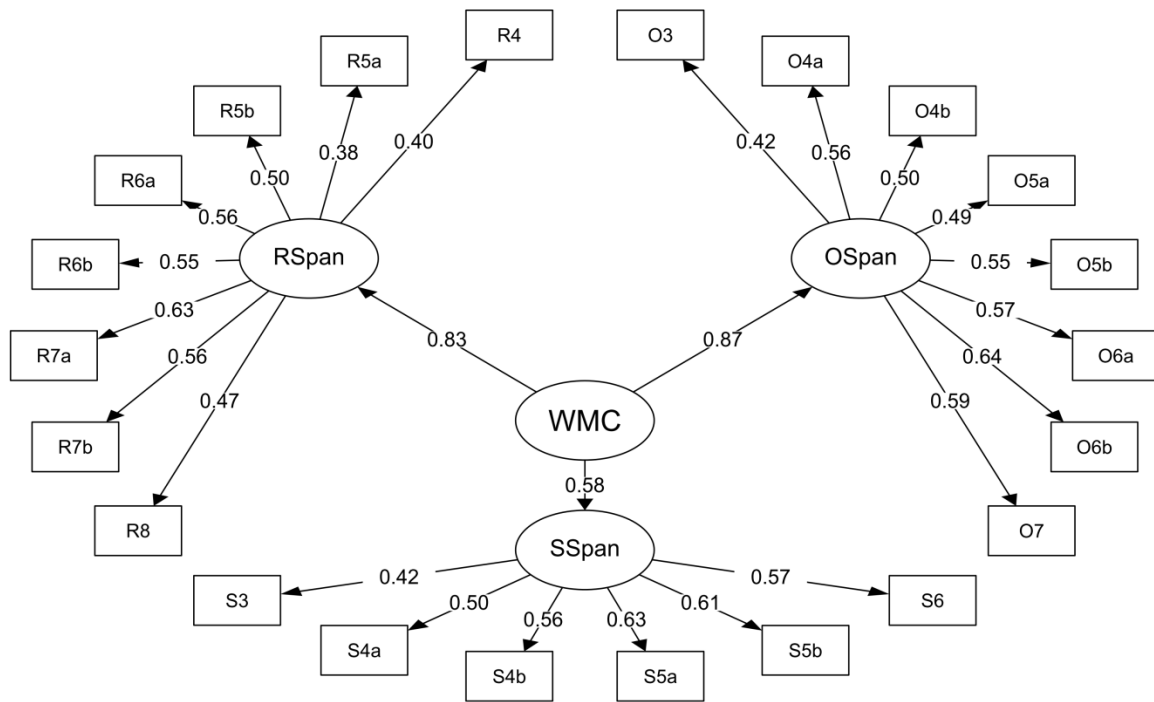 R4
O3
R5a
O4a
R5b
O4b
R6a
O5a
0.38
0.40
0.42
0.56
0.50
0.50
0.56
0.49
R6b
0.55
RSpan
OSpan
0.55
O5b
0.63
0.57
R7a
0.56
0.83
0.87
0.64
O6a
0.47
0.59
R7b
WMC
O6b
0.58
R8
O7
SSpan
0.42
0.57
S3
0.50
0.56
0.63
0.61
S6
S4a
S4b
S5a
S5b